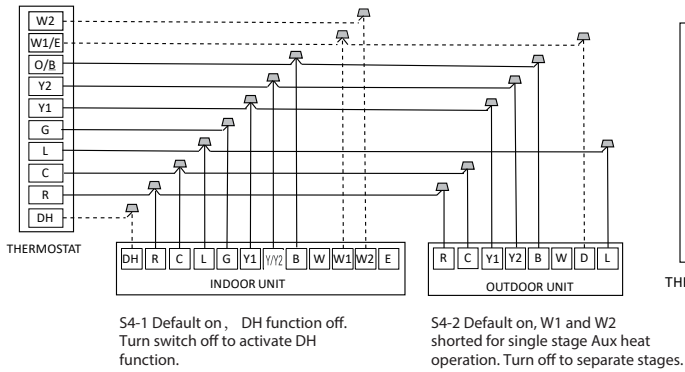 W2
W1/E
O/B
Y2
Y1
G
L
C
R
DH
THERMOSTAT
DH R C L G Y1 Y/Y2 B W W1 W2 E
INDOOR UNIT
R C Y1 Y2 B W D L
OUTDOOR UNIT
TH
S4-1 Default on， DH function off.
Turn switch off to activate DH
function.
S4-2 Default on, W1 and W2
shorted for single stage Aux heat
operation. Turn off to separate stages.